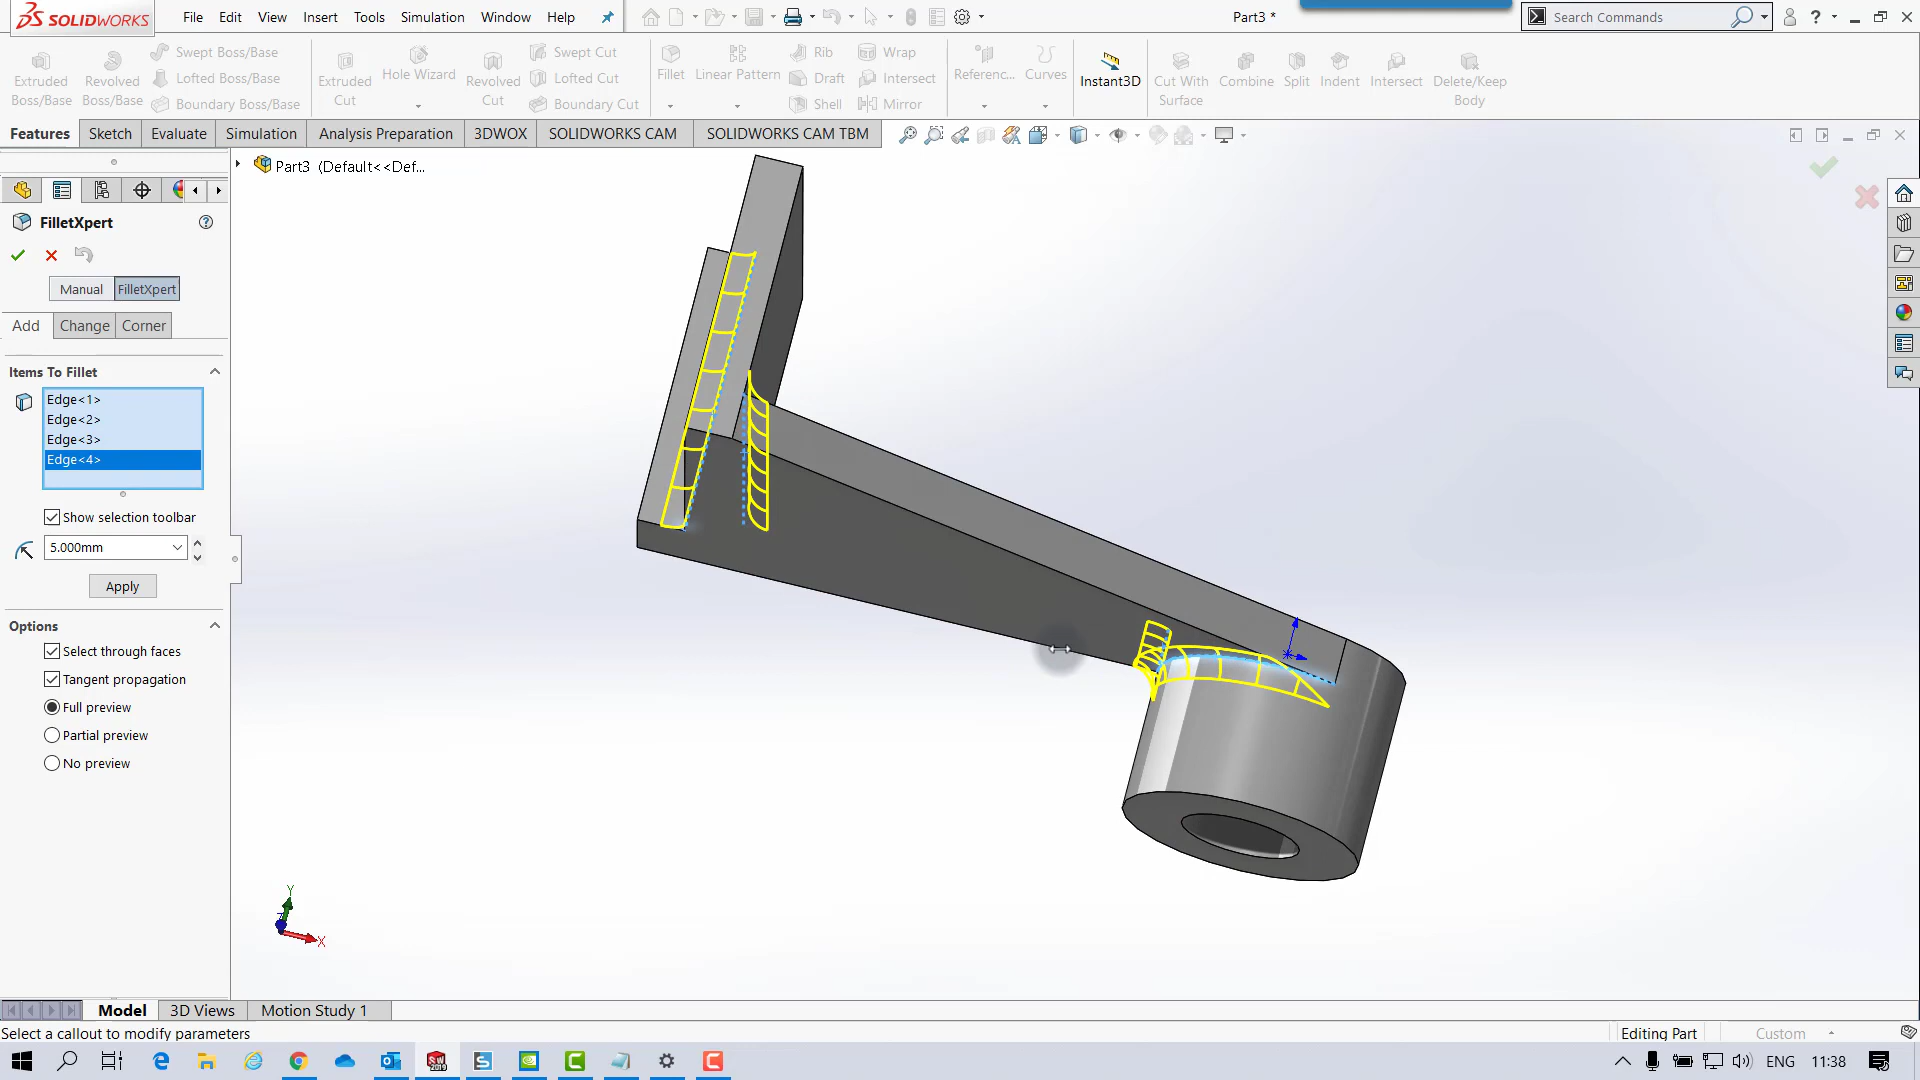 SOLIDWORKS
File Edit View Insert Tools Simulation Window Help
Part3 *
Search Commands
Extruded Boss/Base
Revolved Boss/Base
Swept Boss/Base
Lofted Boss/Base
Boundary Boss/Base
Extruded Cut
Hole Wizard
Revolved Cut
Swept Cut
Lofted Cut
Boundary Cut
Fillet
Linear Pattern
Rib
Draft
Shell
Wrap
Intersect
Mirror
Referenc...
Curves
Instant3D
Cut With Surface
Combine
Split
Indent
Intersect
Delete/Keep Body
Features Sketch Evaluate Simulation Analysis Preparation 3DWOX SOLIDWORKS CAM SOLIDWORKS CAM TBM
Part3 (Default<<Def...
FilletXpert
Manual FilletXpert
Add Change Corner
Items To Fillet
Edge<1>
Edge<2>
Edge<3>
Edge<4>
Show selection toolbar
5.000mm
Apply
Options
Select through faces
Tangent propagation
Full preview
Partial preview
No preview
Y
X
Model 3D Views Motion Study 1
Select a callout to modify parameters
Editing Part
Custom
ENG 11:38